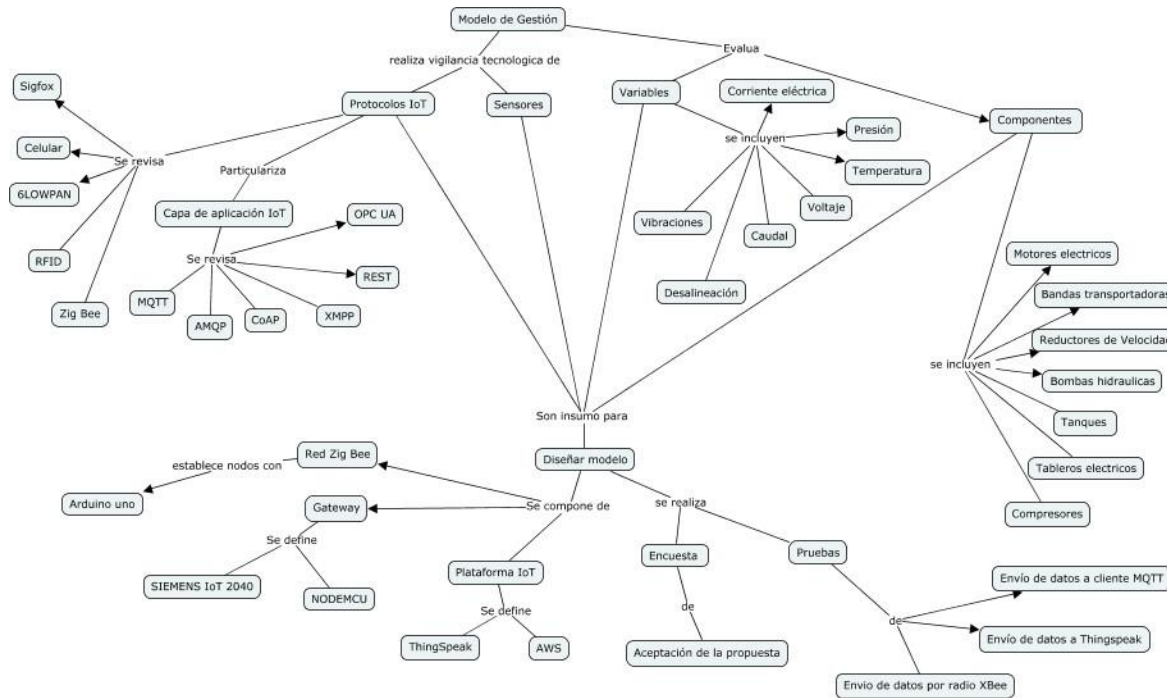 Modelo de Gestión
Evalua
realiza vigilancia tecnologica de
Sigfox
Protocolos IoT
Sensores
Variables
Corriente eléctrica
Componentes
Presión
se incluyen
Celular
Se revisa
Particulariza
Temperatura
6LOWPAN
Capa de aplicación IoT
OPC UA
Vibraciones
Voltaje
Caudal
RFID
Se revisa
REST
Motores electricos
MQTT
AMQP
CoAP
XMPP
Desalineación
Bandas transportadoras
Zig Bee
Reductores de Velocidad
se incluyen
Bombas hidraulicas
Son insumo para
Tanques
Red Zig Bee
establece nodos con
Diseñar modelo
Tableros electricos
Arduino uno
Gateway
Se compone de
se realiza
Compresores
Se define
Encuesta
Pruebas
SIEMENS IoT 2040
NODEMCU
Plataforma IoT
Envío de datos a cliente MQTT
Se define
de
de
ThingSpeak
AWS
Aceptación de la propuesta
Envío de datos a Thingspeak
Envio de datos por radio XBee